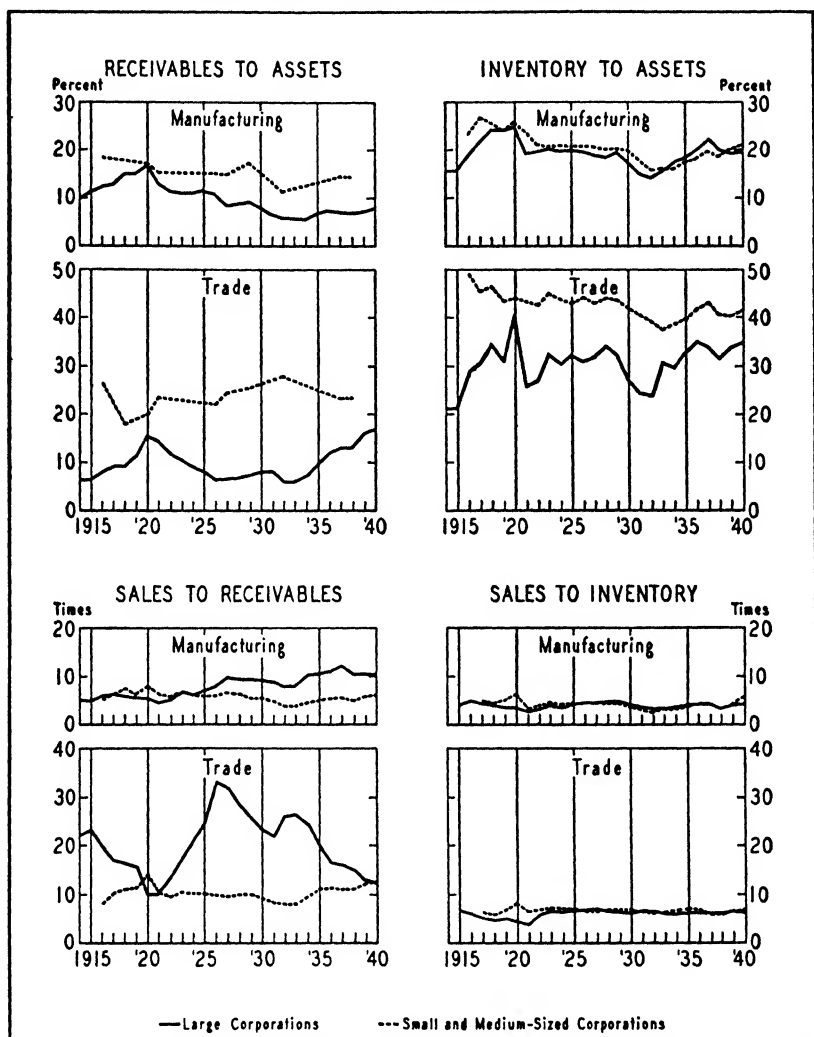 RECEIVABLES TO ASSETS
Percent
30
20
10
0
Manufacturing
50
40
30
20
10
0
Trade
1915 '20 '25 '30 '35 '40
INVENTORY TO ASSETS
Percent
30
20
10
0
Manufacturing
50
40
30
20
10
0
Trade
1915 '20 '25 '30 '35 '40
SALES TO RECEIVABLES
Times
20
10
0
Manufacturing
40
30
20
10
0
Trade
1915 '20 '25 '30 '35 '40
SALES TO INVENTORY
Times
20
10
0
Manufacturing
40
30
20
10
0
Trade
1915 '20 '25 '30 '35 '40
Large Corporations
Small and Medium-Sized Corporations